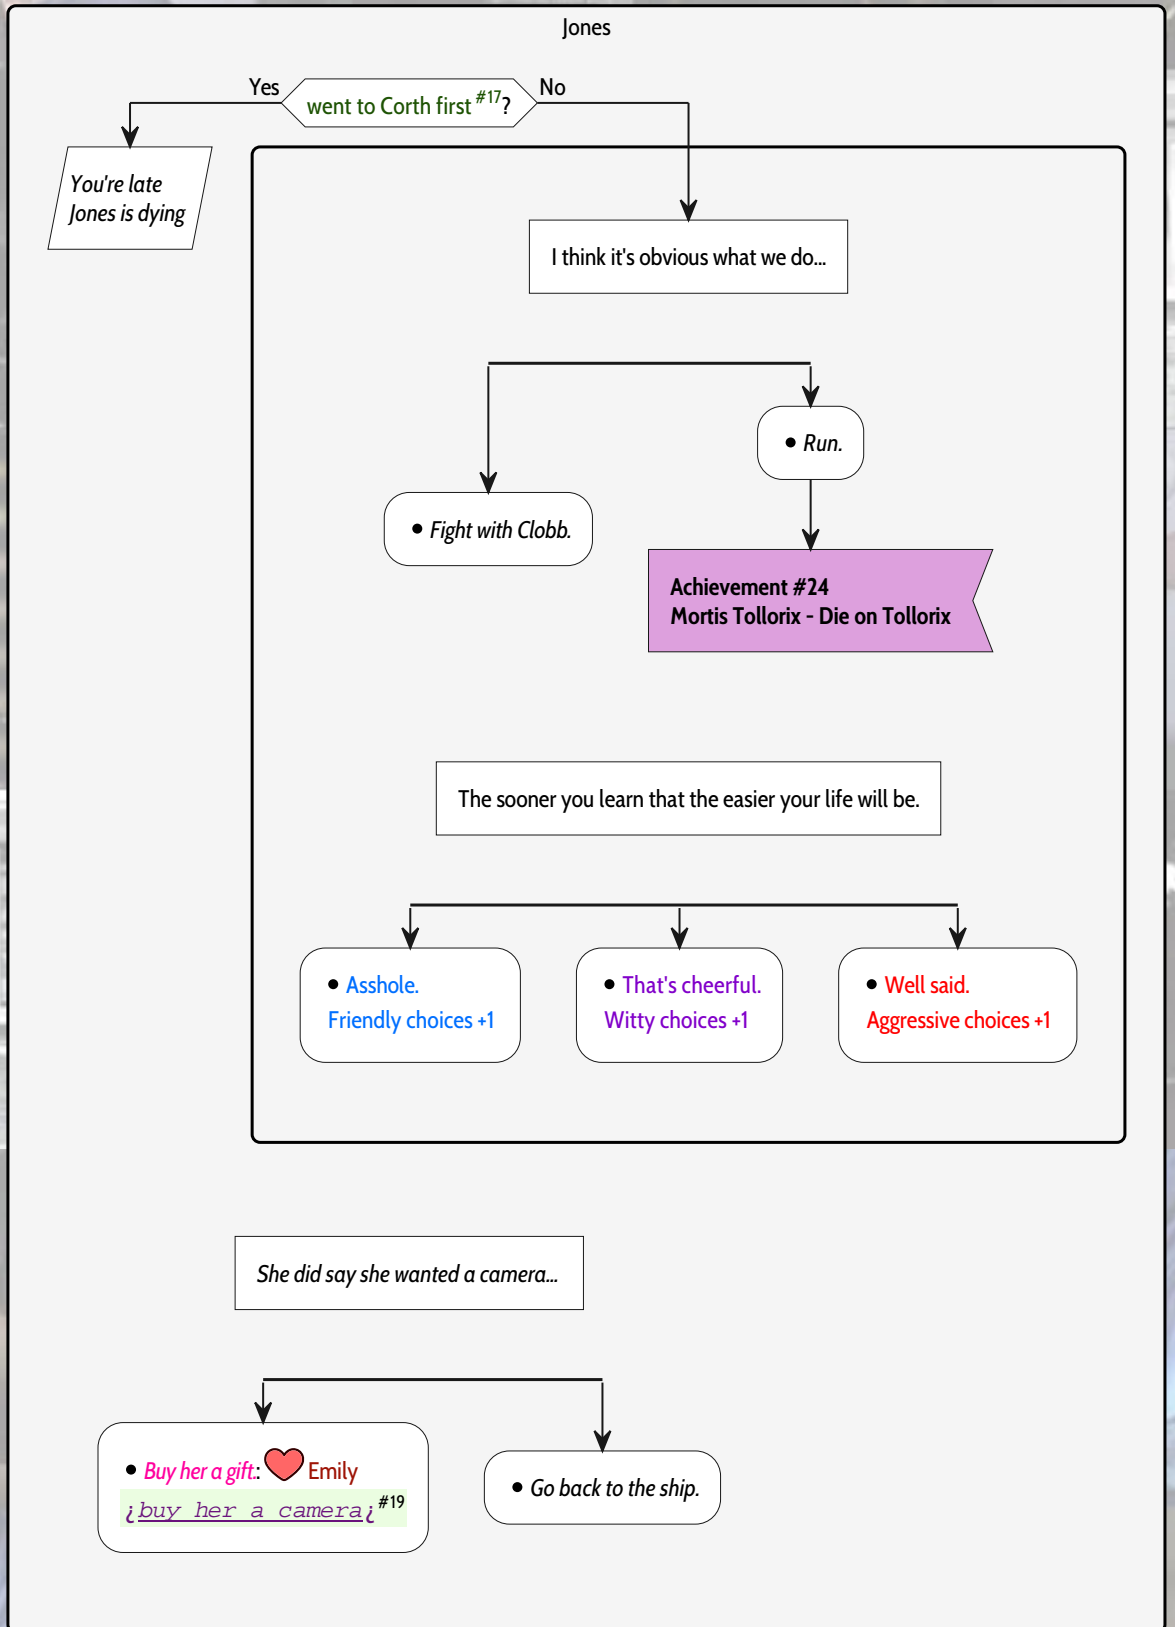 Jones
Yes
went to Corth first #17?
No
You're late
Jones is dying
I think it's obvious what we do...
• Run.
• Fight with Clobb.
Achievement #24
Mortis Tollorix - Die on Tollorix
The sooner you learn that the easier your life will be.
• Asshole.
Friendly choices +1
• That's cheerful.
Witty choices +1
• Well said.
Aggressive choices +1
She did say she wanted a camera...
• Buy her a gift.: Emily
¿buy her a camera¿#19
• Go back to the ship.